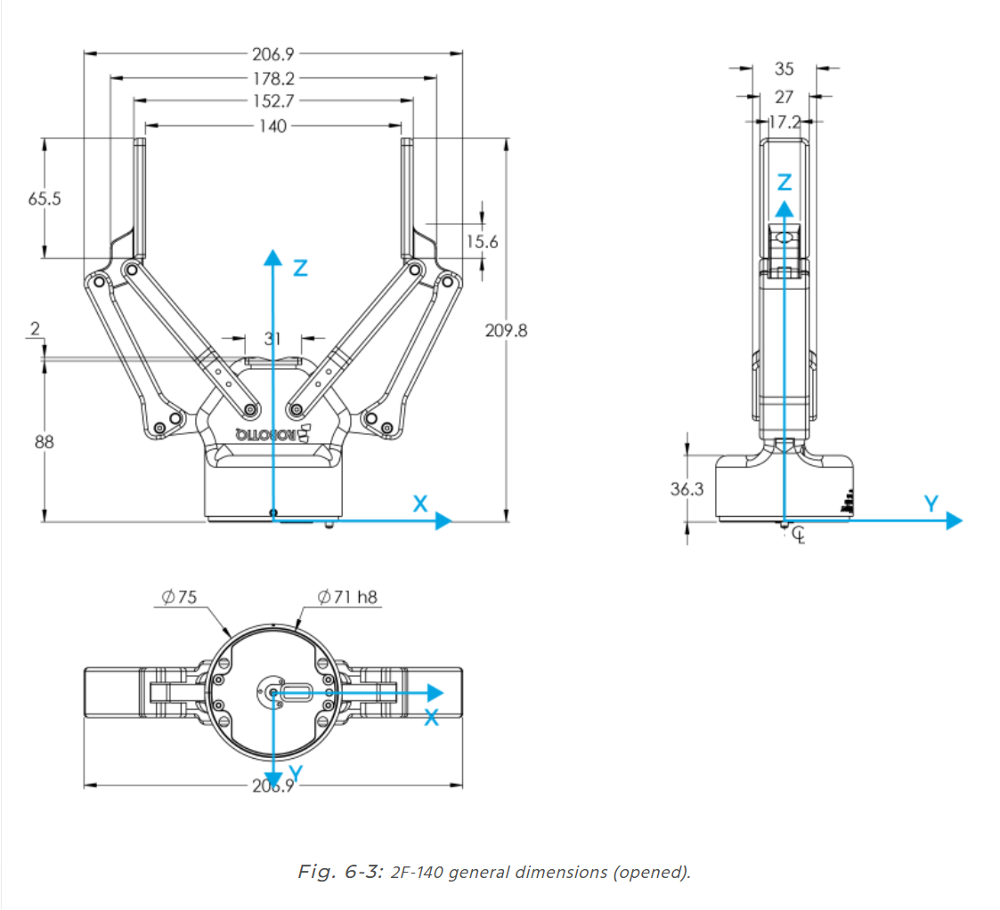 206.9
178.2
152.7
140
65.5
15.6
Z
2
31
209.8
88
ROBOTIQ
X
35
27
17.2
Z
36.3
Y
℄
Ø75
Ø71 h8
X
Y
206.9
Fig. 6-3: 2F-140 general dimensions (opened).